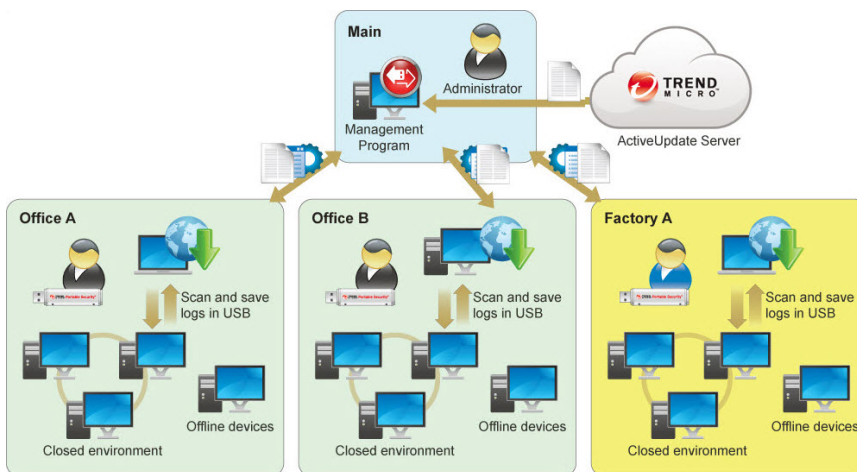 Main
Administrator
Management
Program
TREND
MICRO™
ActiveUpdate Server
Office A
Scan and save
logs in USB
Offline devices
Closed environment
Office B
Scan and save
logs in USB
Offline devices
Closed environment
Factory A
Scan and save
logs in USB
Offline devices
Closed environment